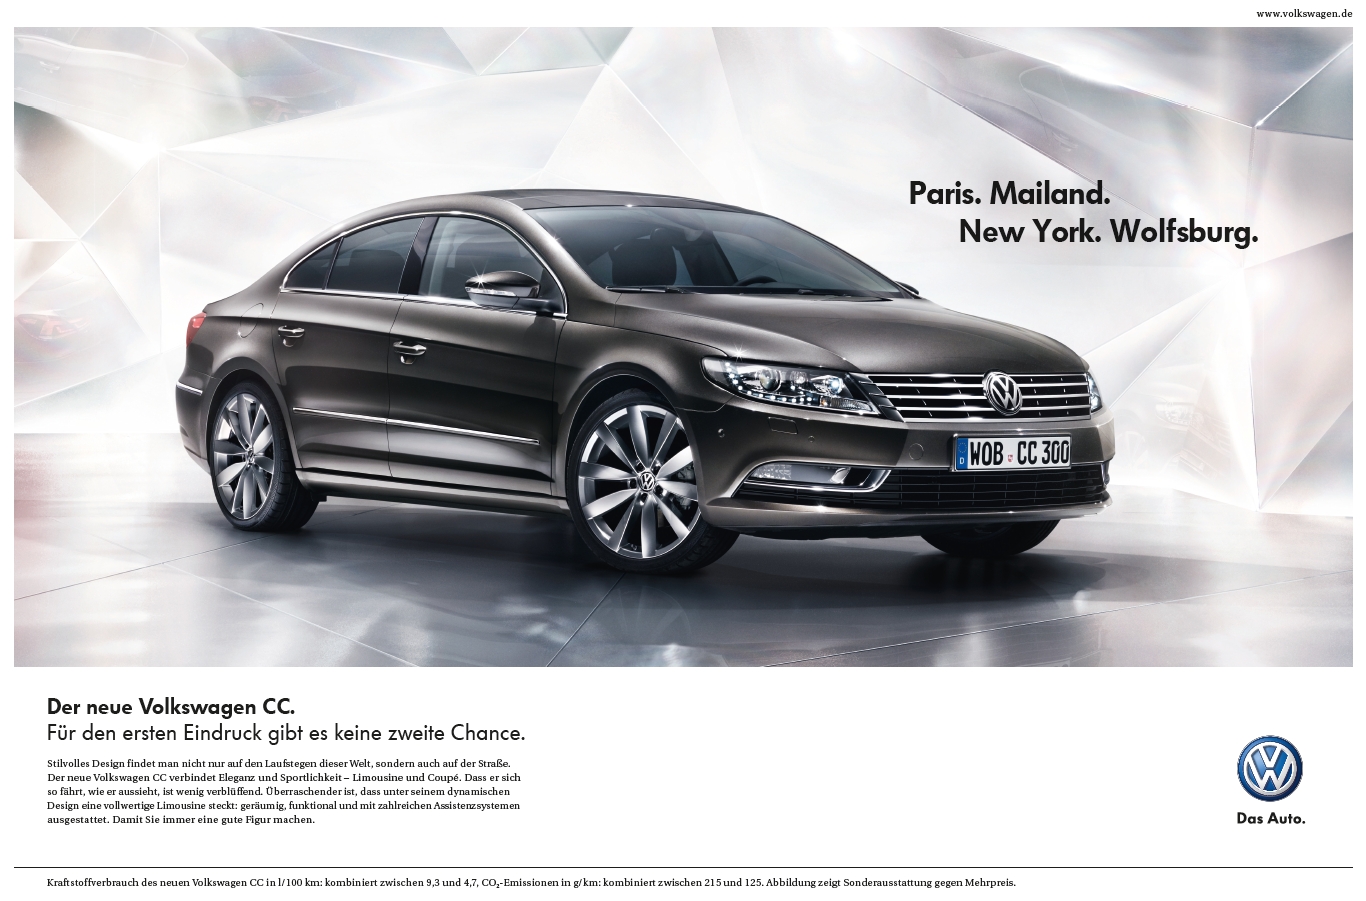 www.volkswagen.de
Paris. Mailand.
New York. Wolfsburg.
WOB CC 300
D
Der neue Volkswagen CC.
Für den ersten Eindruck gibt es keine zweite Chance.
Stilvolles Design findet man nicht nur auf den Laufstegen dieser Welt, sondern auch auf der Straße.
Der neue Volkswagen CC verbindet Eleganz und Sportlichkeit – Limousine und Coupé. Dass er sich
so fährt, wie er aussieht, ist wenig verblüffend. Überraschender ist, dass unter seinem dynamischen
Design eine vollwertige Limousine steckt: geräumig, funktional und mit zahlreichen Assistenzsystemen
ausgestattet. Damit Sie immer eine gute Figur machen.
Das Auto.
Kraftstoffverbrauch des neuen Volkswagen CC in l/100 km: kombiniert zwischen 9,3 und 4,7, CO₂-Emissionen in g/km: kombiniert zwischen 215 und 125. Abbildung zeigt Sonderausstattung gegen Mehrpreis.